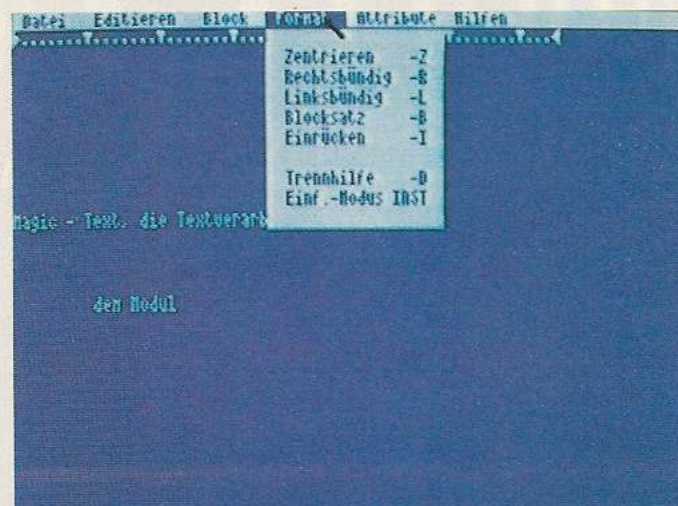 Datei Editieren Block Format Attribute Hilfen
Zentrieren -Z
Rechtsbündig -R
Linksbündig -L
Blocksatz -B
Einrücken -I
Trennhilfe -D
Einf.-Modus INST
Magic - Text, die Textverarb
dem Modul